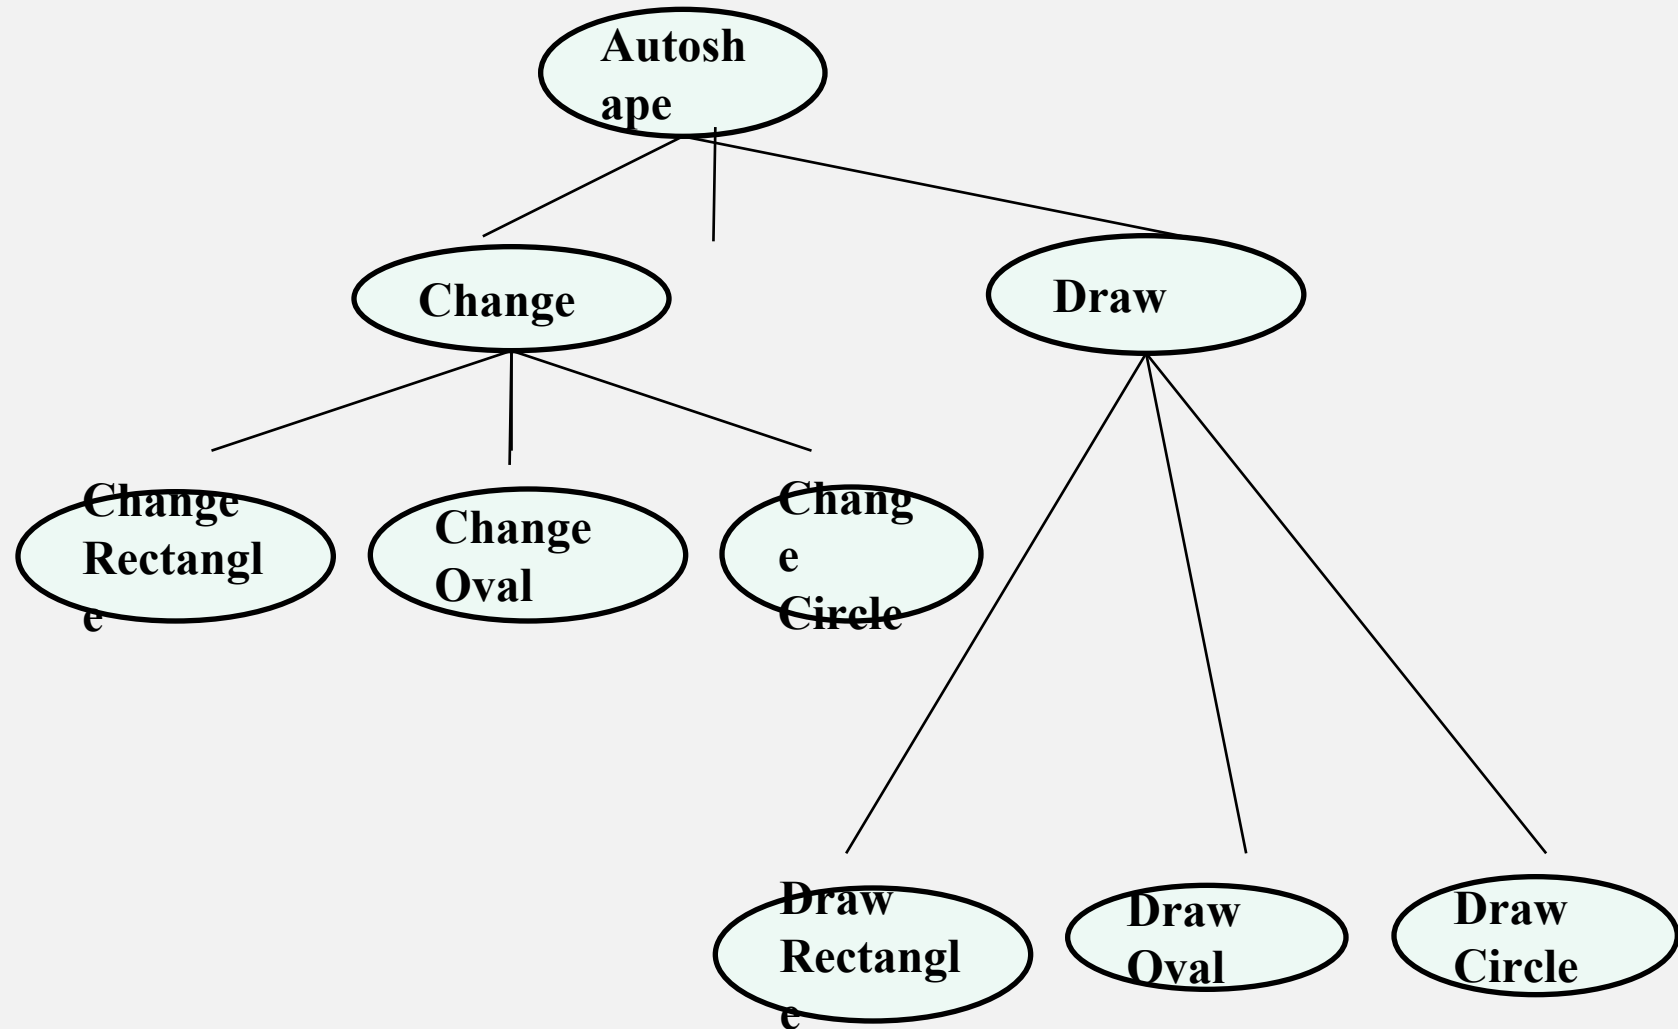 Autosh
ape
Change
Draw
Change
Rectangl
e
Change
Oval
Chang
e
Circle
Draw
Rectangl
e
Draw
Oval
Draw
Circle